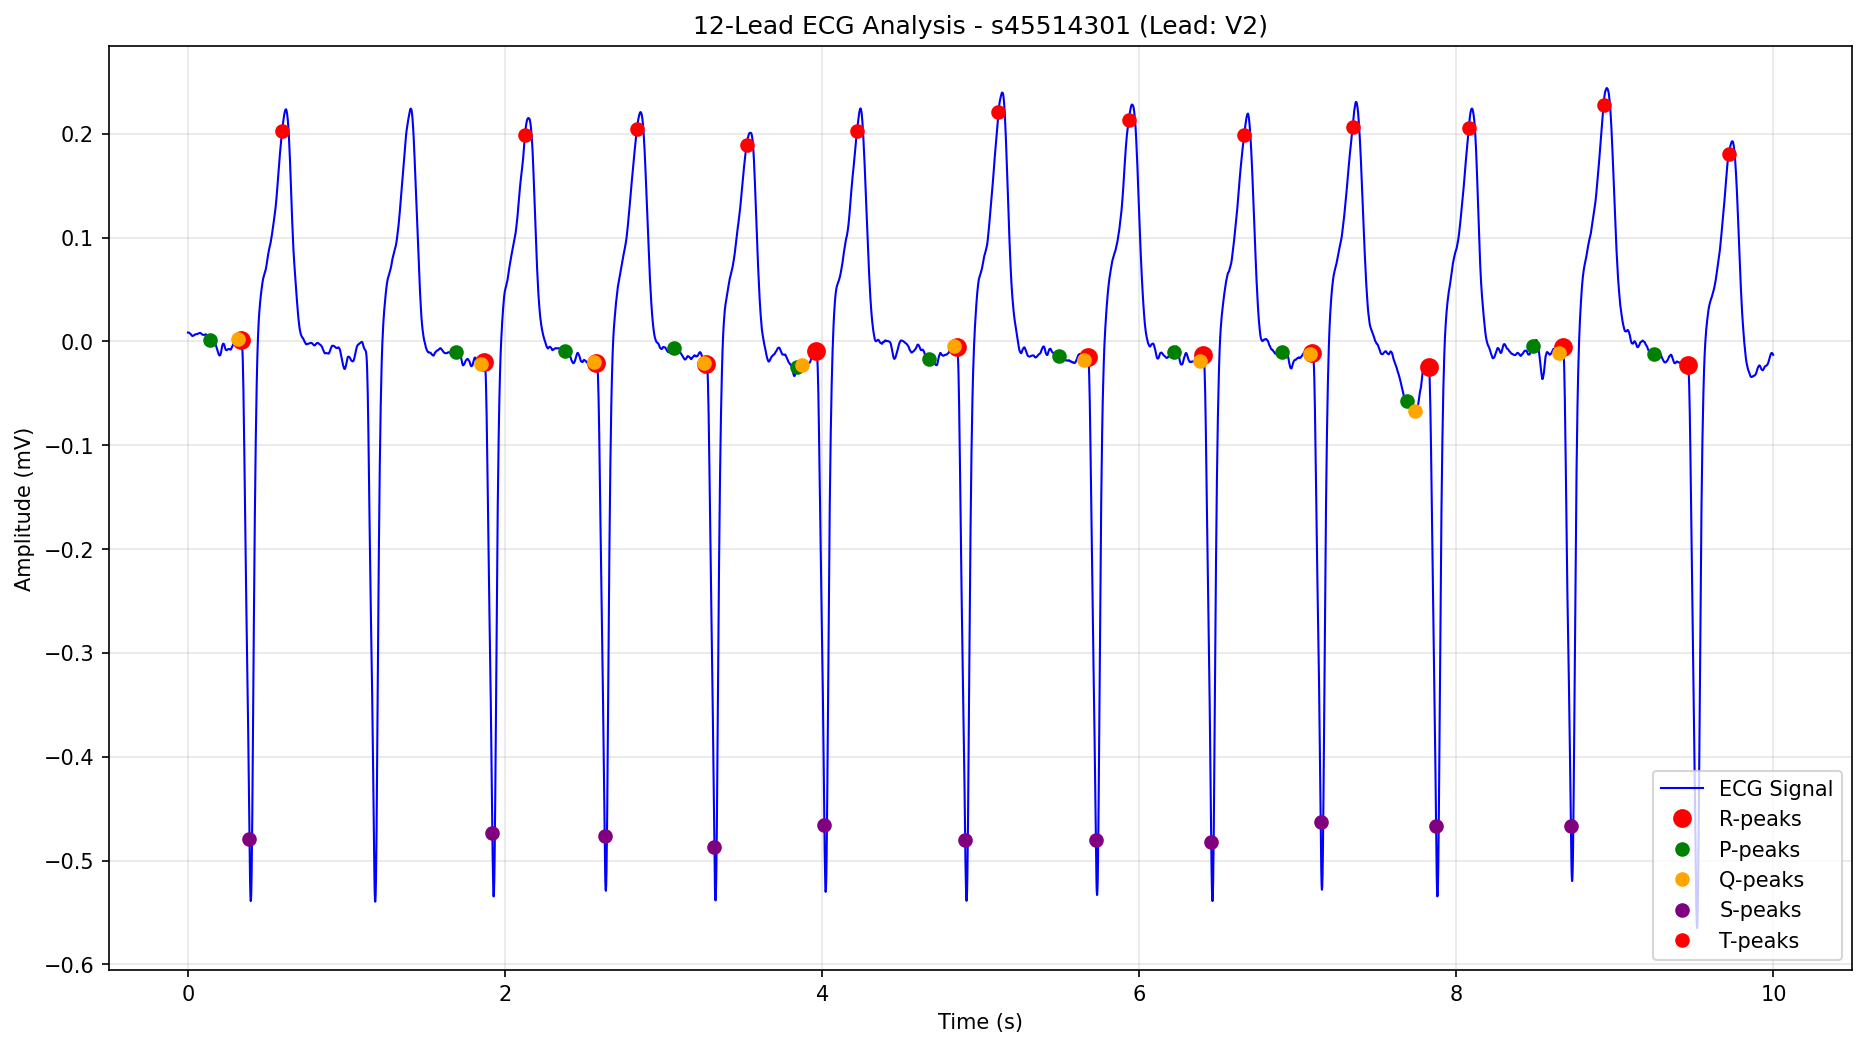 12-Lead ECG Analysis - s45514301 (Lead: V2)
Amplitude (mV)
0.2
0.1
0.0
−0.1
−0.2
−0.3
−0.4
−0.5
−0.6
ECG Signal
R-peaks
P-peaks
Q-peaks
S-peaks
T-peaks
0 2 4 6 8 10
Time (s)